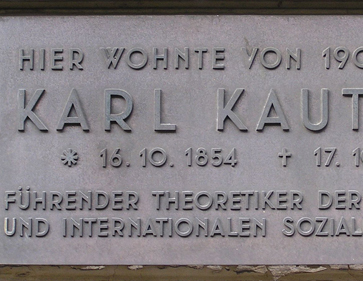 HIER WOHNTE VON 190
KARL KAUT
* 16.10.1854 † 17.1
FÜHRENDER THEORETIKER DER
UND INTERNATIONALEN SOZIAL